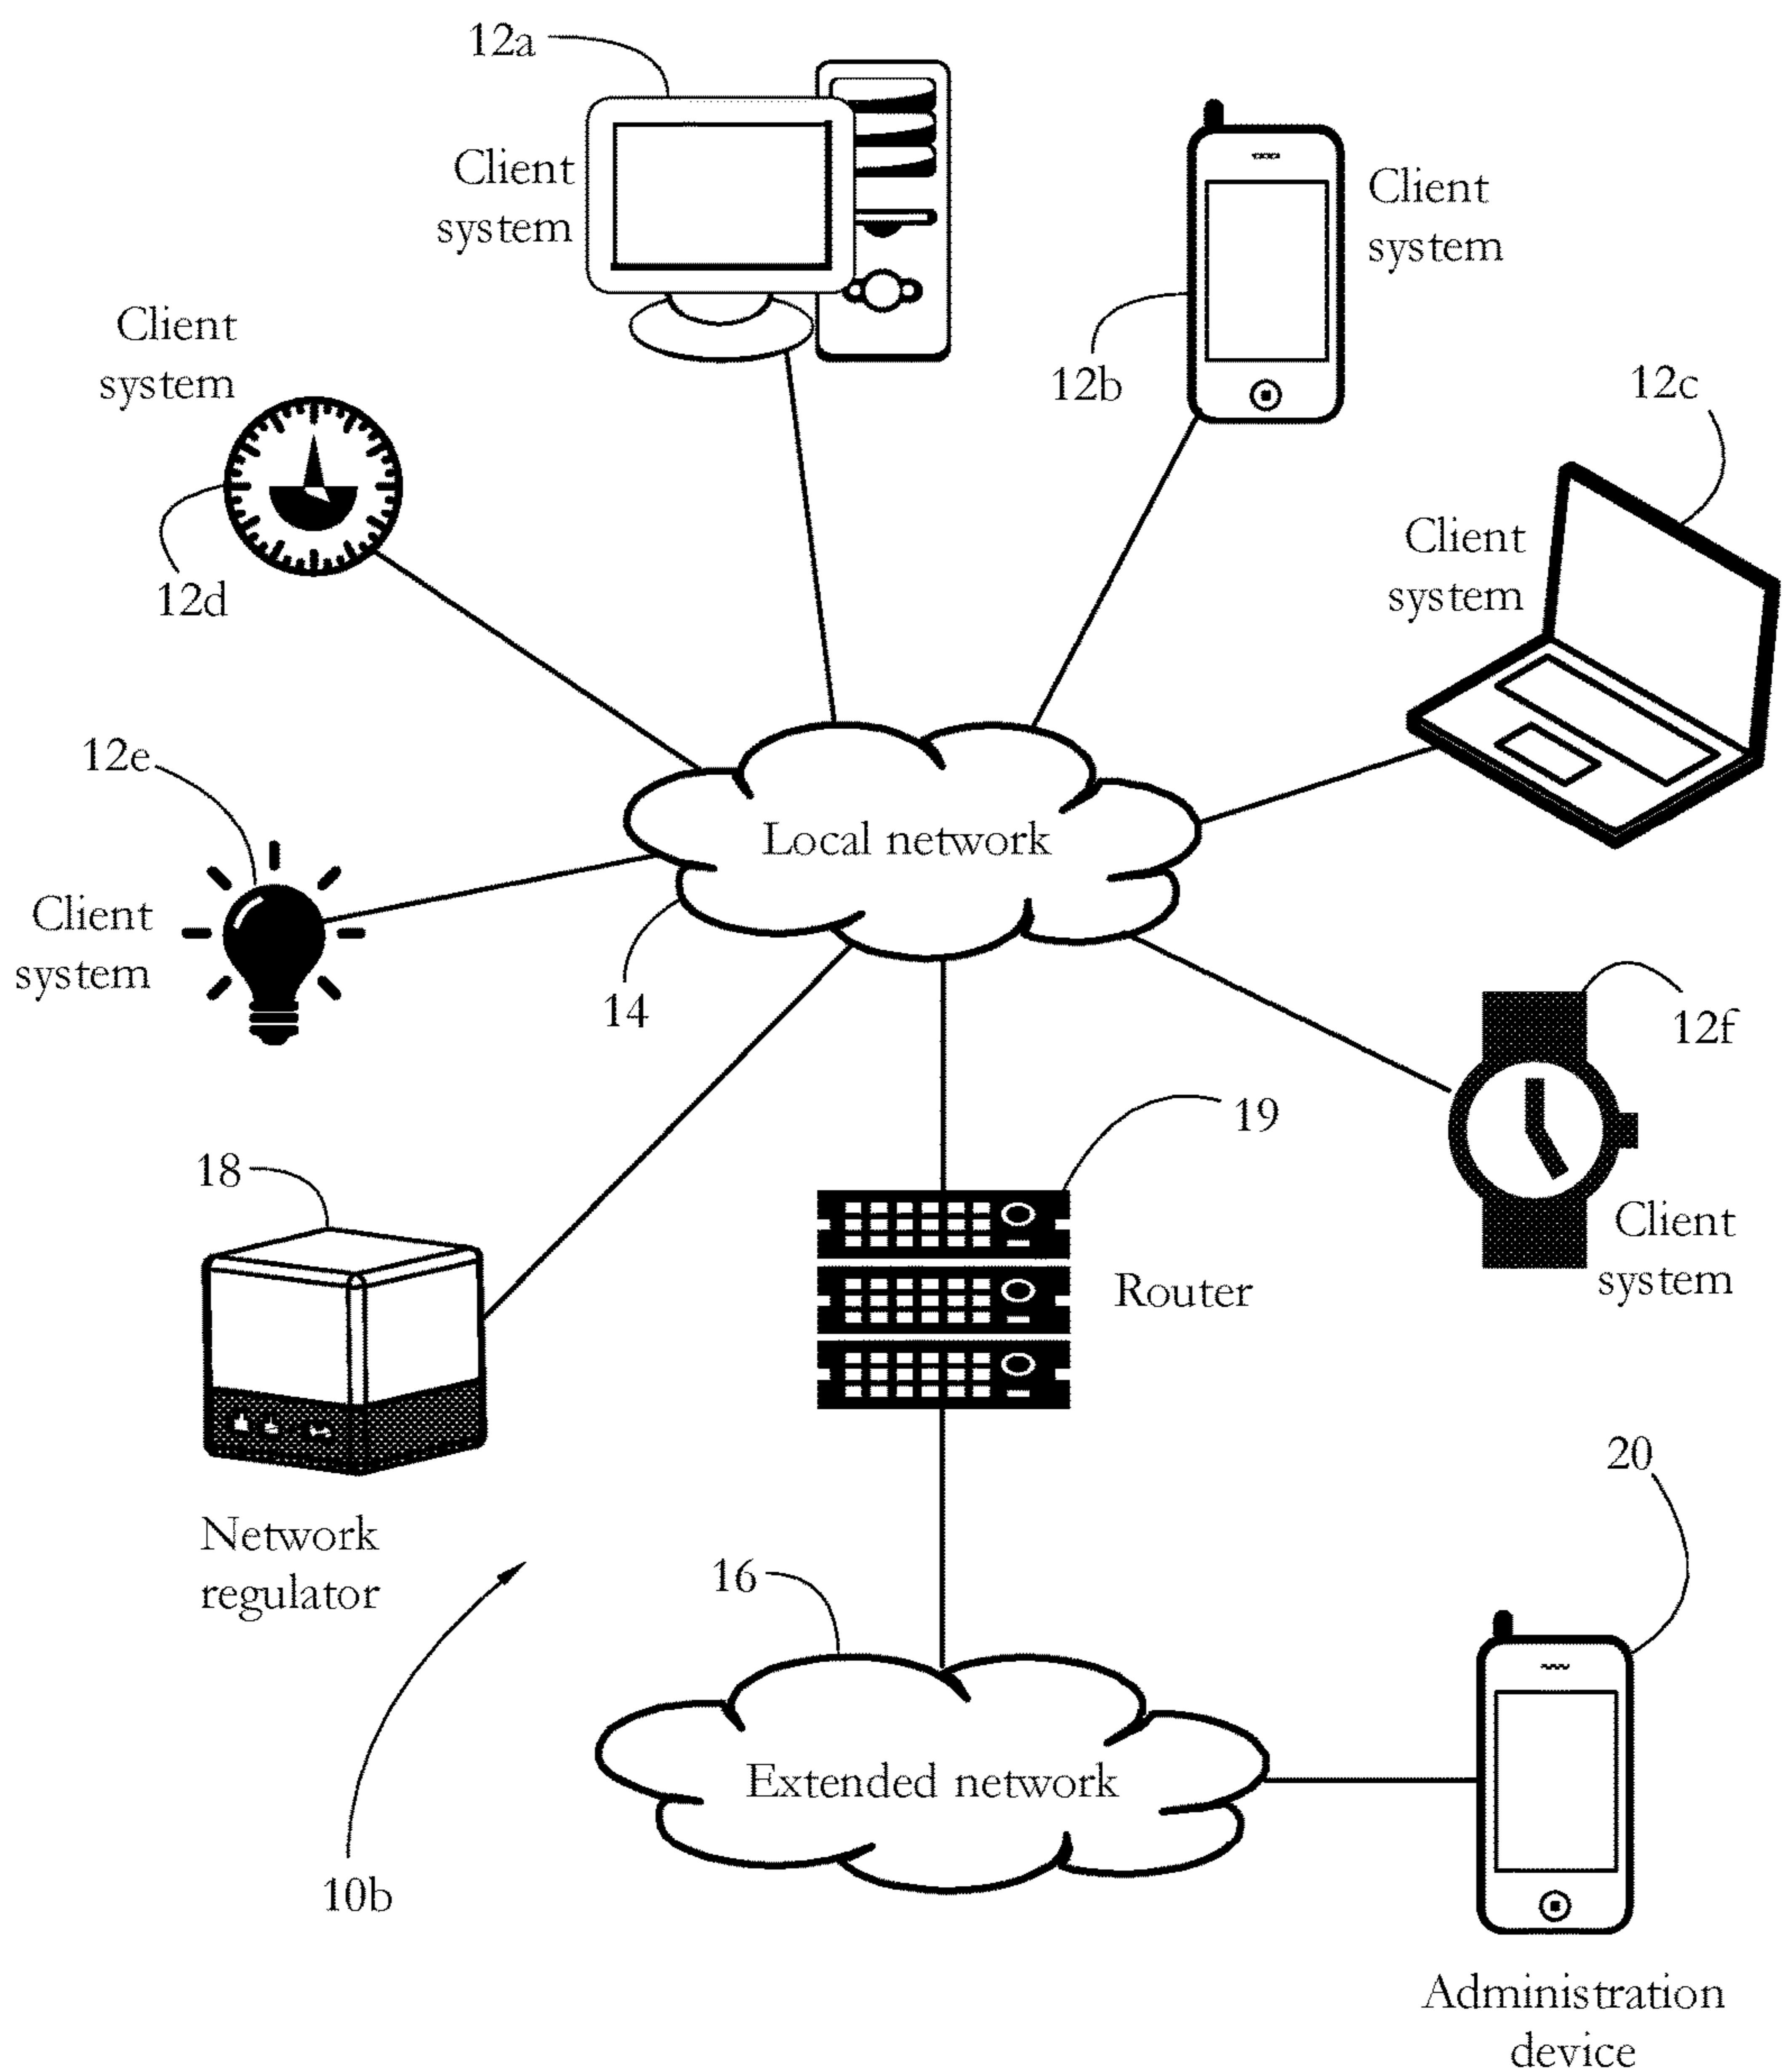 12a
Client
system
Client
system
12b
12c
Client
system
12d
Client
system
12e
Client
system
Local network
14
12f
Client
system
19
18
Router
Network
regulator
20
16
Extended network
10b
Administration
device